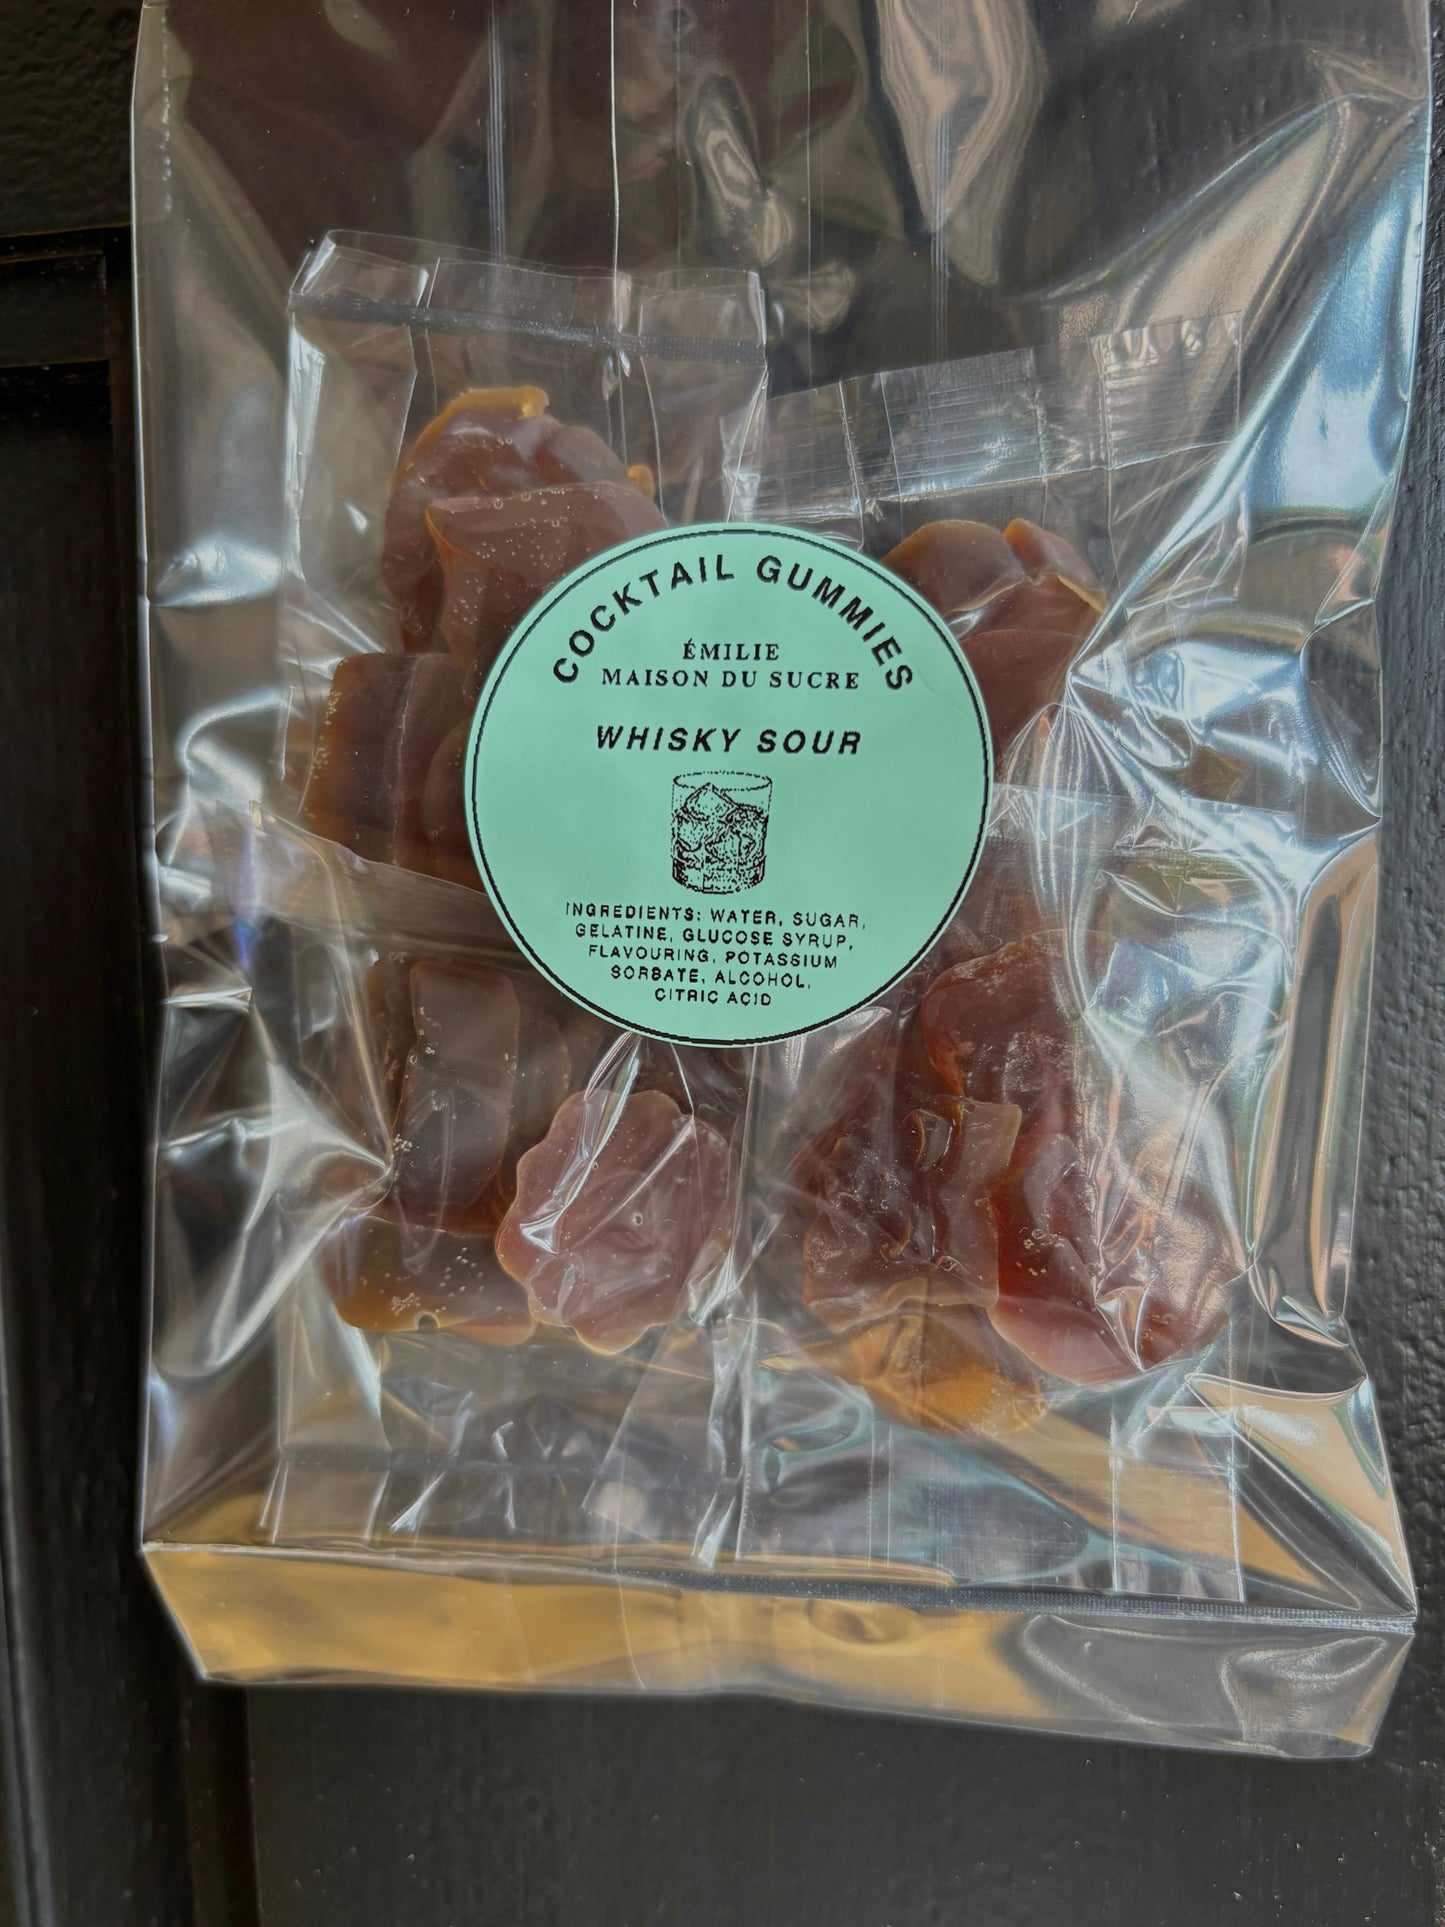 COCKTAIL GUMMIES
ÉMILIE
MAISON DU SUCRE
WHISKY SOUR
INGREDIENTS: WATER, SUGAR,
GELATINE, GLUCOSE SYRUP,
FLAVOURING, POTASSIUM
SORBATE, ALCOHOL,
CITRIC ACID